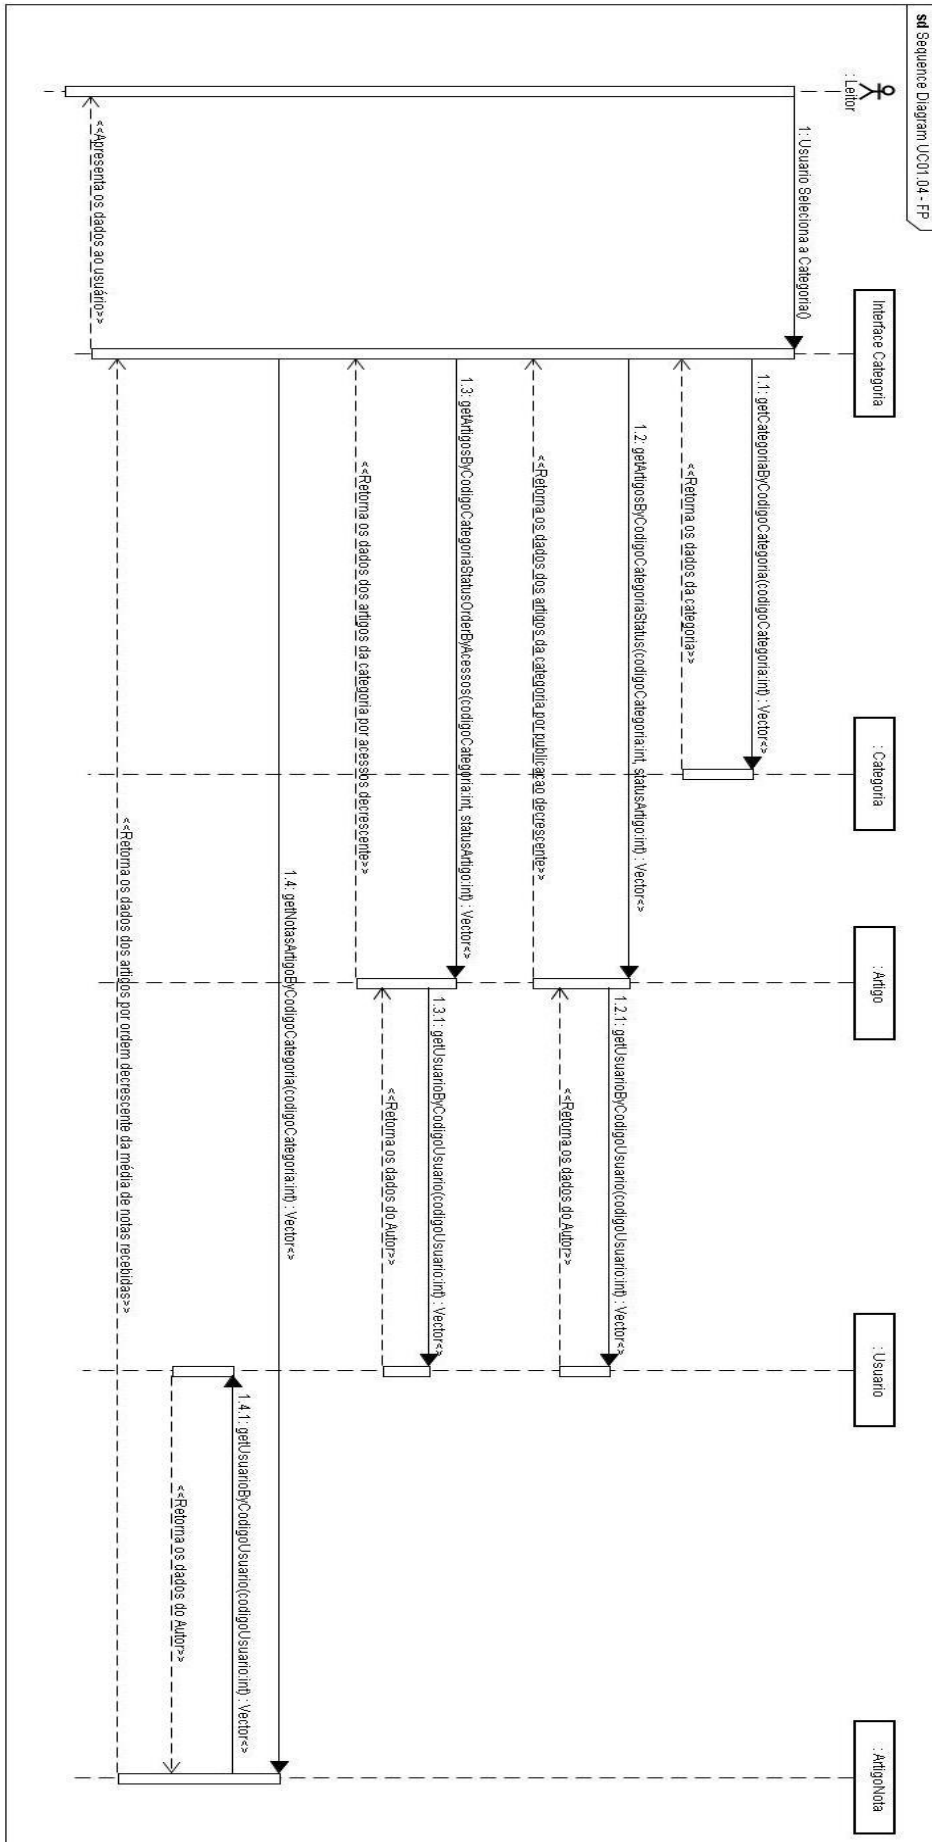 sd Sequence Diagram UC01.04 - FP
: Leitor
Interface Categoria
: Categoria
: Artigo
: Usuario
: ArtigoNota
1: Usuario Seleciona a Categoria()
1.1: getCategoriaByCodigoCategoria(codigoCategoria:int) : Vector<>
<<Retorna os dados da categoria>>
1.2: getArtigosByCodigoCategoriaStatus(codigoCategoria:int, statusArtigo:int) : Vector<>
1.2.1: getUsuarioByCodigoUsuario(codigoUsuario:int) : Vector<>
<<Retorna os dados do Autor>>
<<Retorna os dados dos artigos da categoria por publicacao decrescente>>
1.3: getArtigosByCodigoCategoriaStatusOrderByAcessos(codigoCategoria:int, statusArtigo:int) : Vector<>
1.3.1: getUsuarioByCodigoUsuario(codigoUsuario:int) : Vector<>
<<Retorna os dados do Autor>>
<<Retorna os dados dos artigos da categoria por acessos decrescente>>
1.4: getNotasArtigoByCodigoCategoria(codigoCategoria:int) : Vector<>
1.4.1: getUsuarioByCodigoUsuario(codigoUsuario:int) : Vector<>
<<Retorna os dados do Autor>>
<<Retorna os dados dos artigos por ordem decrescente da média de notas recebidas>>
<<Apresenta os dados ao usuário>>